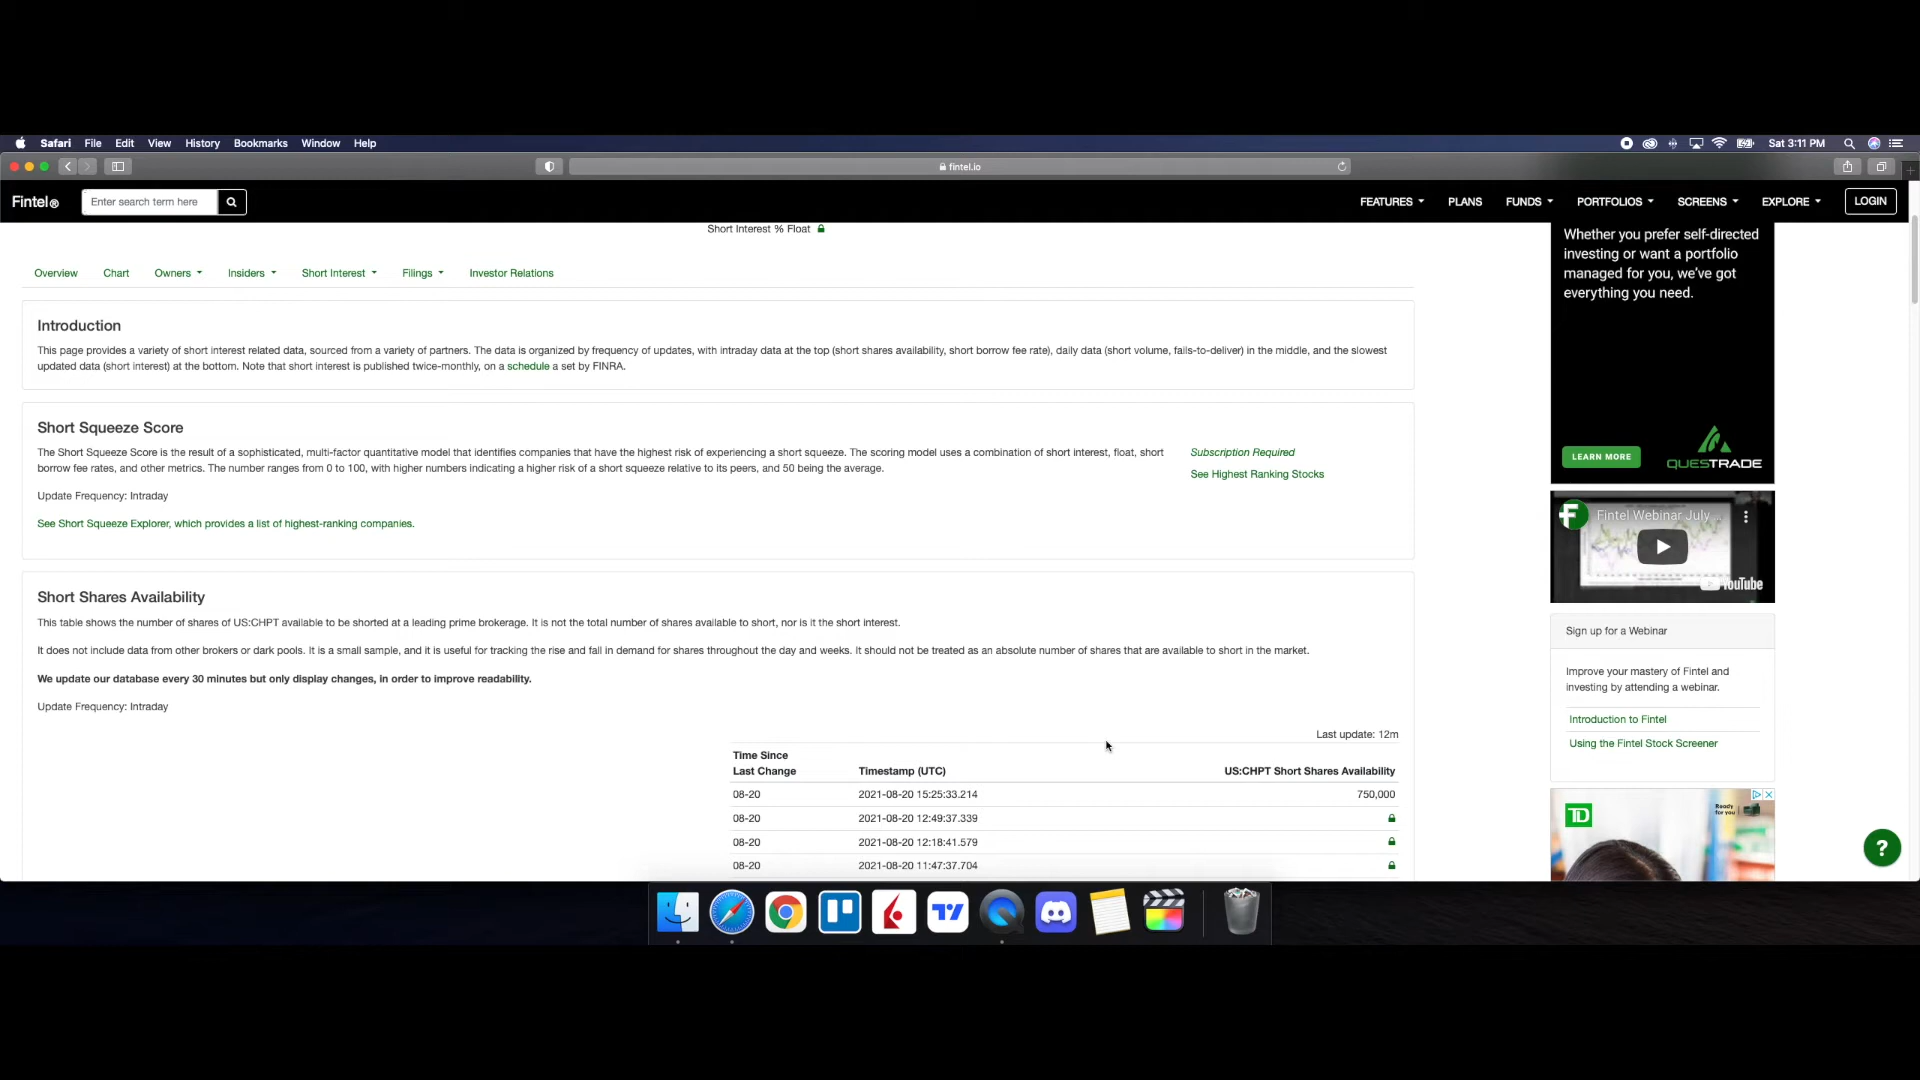 Safari File Edit View History Bookmarks Window Help Sat 3:11 PM
fintel.io
Fintel® Enter search term here FEATURES PLANS FUNDS PORTFOLIOS SCREENS EXPLORE LOGIN
Short Interest % Float
Overview Chart Owners Insiders Short Interest Filings Investor Relations
Introduction
This page provides a variety of short interest related data, sourced from a variety of partners. The data is organized by frequency of updates, with intraday data at the top (short shares availability, short borrow fee rate), daily data (short volume, fails-to-deliver) in the middle, and the slowest
updated data (short interest) at the bottom. Note that short interest is published twice-monthly, on a schedule a set by FINRA.
Short Squeeze Score
The Short Squeeze Score is the result of a sophisticated, multi-factor quantitative model that identifies companies that have the highest risk of experiencing a short squeeze. The scoring model uses a combination of short interest, float, short
borrow fee rates, and other metrics. The number ranges from 0 to 100, with higher numbers indicating a higher risk of a short squeeze relative to its peers, and 50 being the average.
Subscription Required
See Highest Ranking Stocks
Update Frequency: Intraday
See Short Squeeze Explorer, which provides a list of highest-ranking companies.
Short Shares Availability
This table shows the number of shares of US:CHPT available to be shorted at a leading prime brokerage. It is not the total number of shares available to short, nor is it the short interest.
It does not include data from other brokers or dark pools. It is a small sample, and it is useful for tracking the rise and fall in demand for shares throughout the day and weeks. It should not be treated as an absolute number of shares that are available to short in the market.
We update our database every 30 minutes but only display changes, in order to improve readability.
Update Frequency: Intraday
Last update: 12m
Time Since
Last Change Timestamp (UTC) US:CHPT Short Shares Availability
08-20 2021-08-20 15:25:33.214 750,000
08-20 2021-08-20 12:49:37.339
08-20 2021-08-20 12:18:41.579
08-20 2021-08-20 11:47:37.704
Whether you prefer self-directed
investing or want a portfolio
managed for you, we've got
everything you need.
LEARN MORE QUESTRADE
Fintel Webinar July ...
YouTube
Sign up for a Webinar
Improve your mastery of Fintel and
investing by attending a webinar.
Introduction to Fintel
Using the Fintel Stock Screener
TD
Ready
for you
?